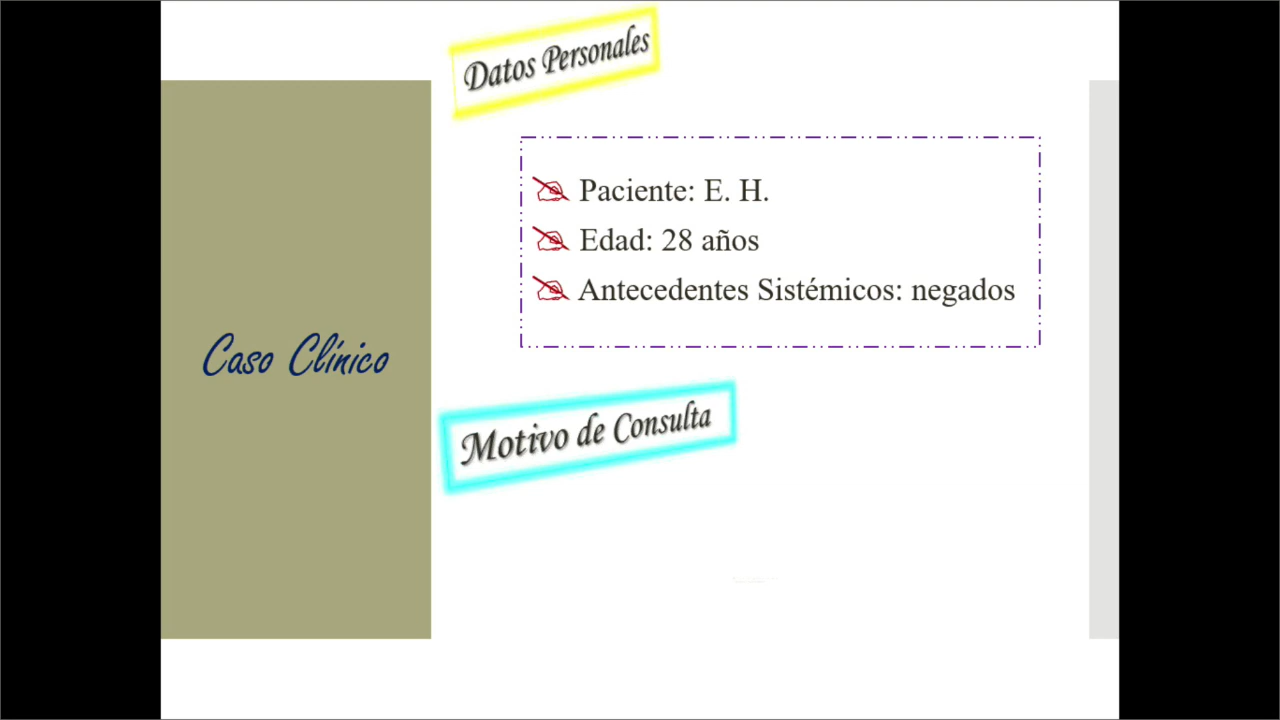 Datos Personales
Paciente: E. H.
Edad: 28 años
Antecedentes Sistémicos: negados
Caso Clínico
Motivo de Consulta